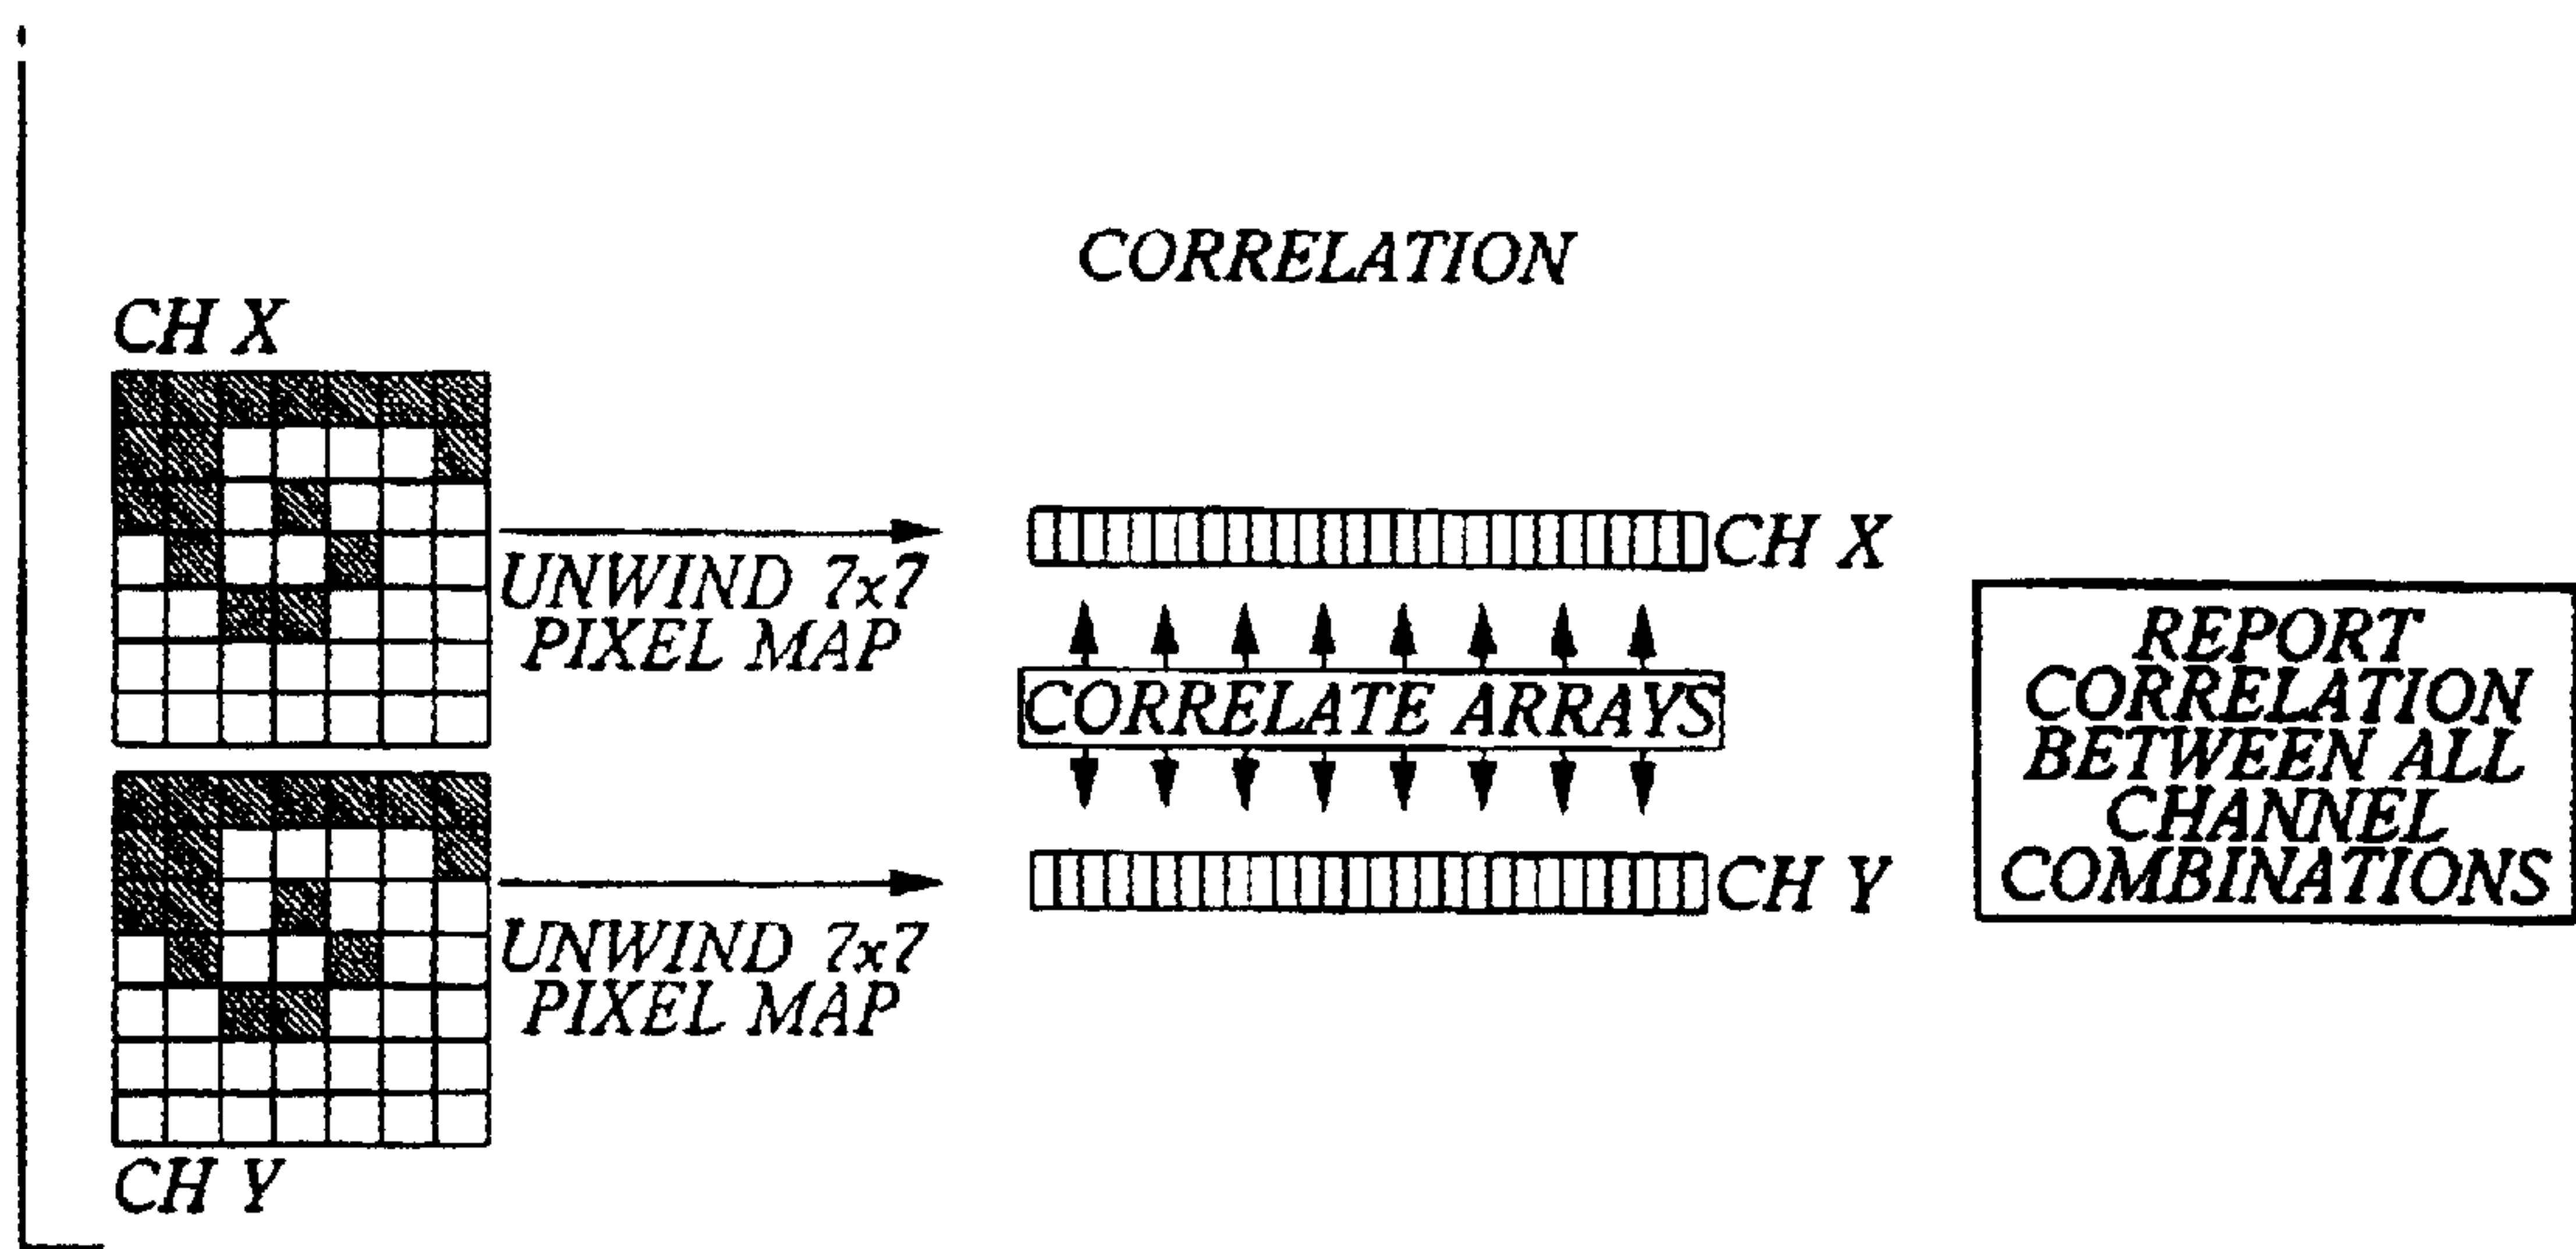 CORRELATION
CH X
UNWIND 7x7
PIXEL MAP
CH X
CORRELATE ARRAYS
CH Y
UNWIND 7x7
PIXEL MAP
CH Y
REPORT
CORRELATION
BETWEEN ALL
CHANNEL
COMBINATIONS